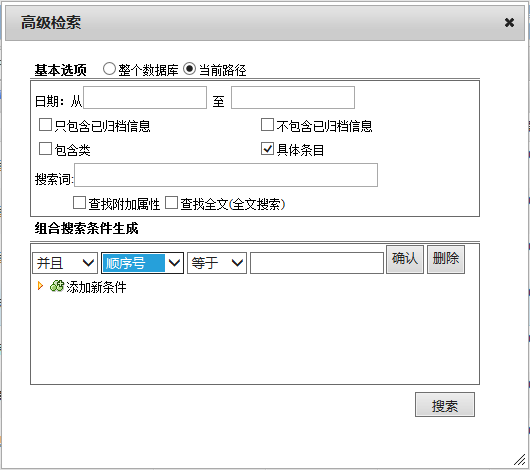 高级检索
基本选项 整个数据库 当前路径
日期：从 至
只包含已归档信息 不包含已归档信息
包含类 具体条目
搜索词:
查找附加属性 查找全文(全文搜索)
组合搜索条件生成
并且 顺序号 等于 确认 删除
添加新条件
搜索